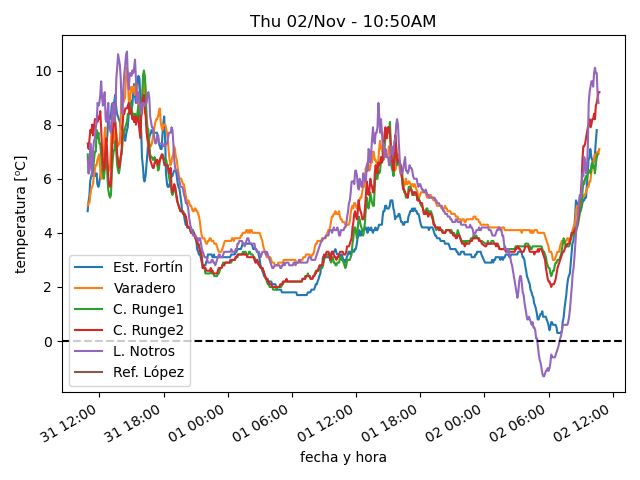 Thu 02/Nov - 10:50AM
temperatura [ºC]
10
8
6
4
2
0
Est. Fortín
Varadero
C. Runge1
C. Runge2
L. Notros
Ref. López
31 12:00
31 18:00
01 00:00
01 06:00
01 12:00
01 18:00
02 00:00
02 06:00
02 12:00
fecha y hora